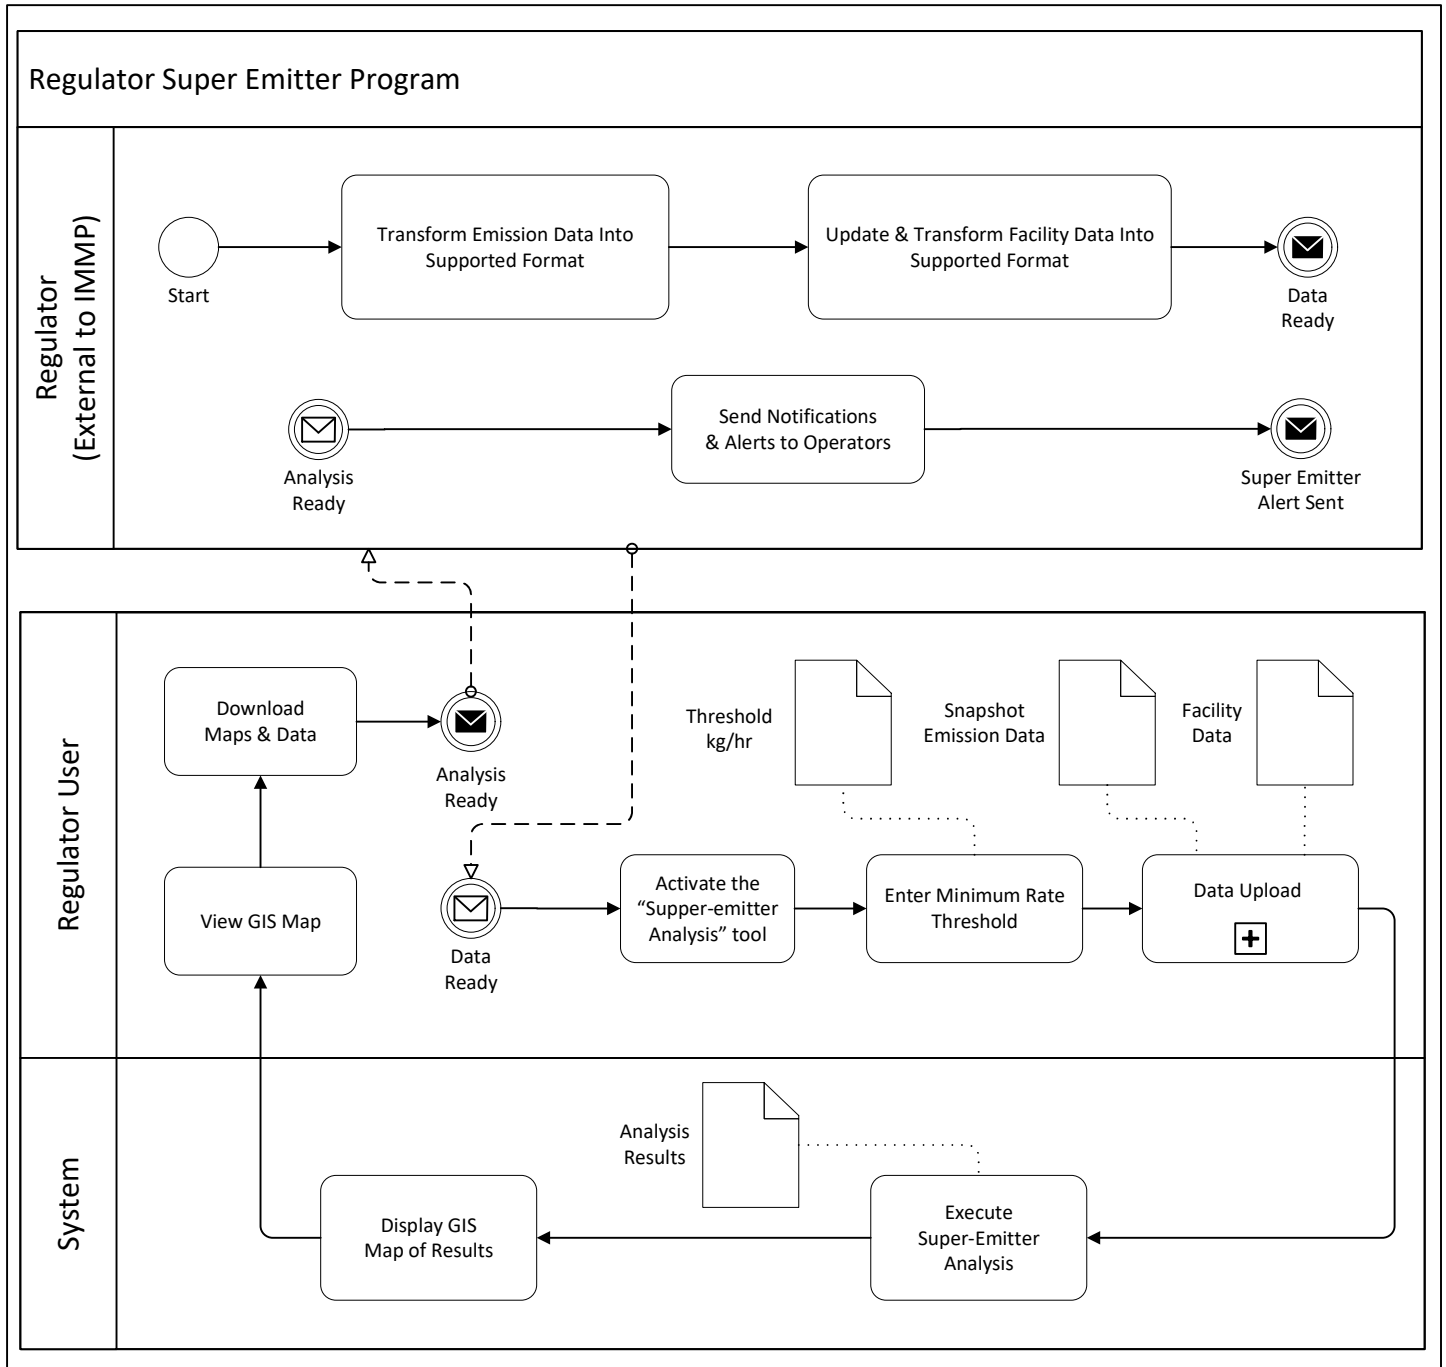 Regulator Super Emitter Program
Regulator
(External to IMMP)
Start
Transform Emission Data Into
Supported Format
Update & Transform Facility Data Into
Supported Format
Data
Ready
Analysis
Ready
Send Notifications
& Alerts to Operators
Super Emitter
Alert Sent
Regulator User
Download
Maps & Data
Analysis
Ready
Threshold
kg/hr
Snapshot
Emission Data
Facility
Data
View GIS Map
Data
Ready
Activate the
“Supper-emitter
Analysis” tool
Enter Minimum Rate
Threshold
Data Upload
System
Analysis
Results
Display GIS
Map of Results
Execute
Super-Emitter
Analysis